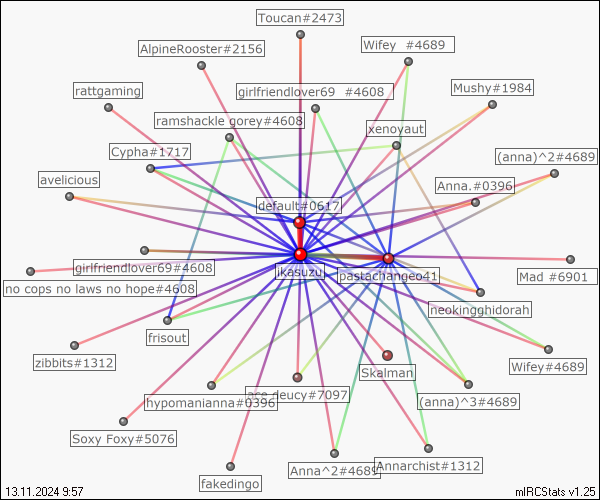 Toucan#2473
Wifey #4689
AlpineRooster#2156
rattgaming
girlfriendlover69 #4608
Mushy#1984
ramshackle gorey#4608
xenoyaut
Cypha#1717
(anna)^2#4689
avelicious
Anna.#0396
default#0617
girlfriendlover69#4608
jkasuzu
pastachangeo41
Mad #6901
no cops no laws no hope#4608
neokingghidorah
frisout
zibbits#1312
Skalman
Wifey#4689
hypomanianna#0396
ace deucy#7097
(anna)^3#4689
Soxy Foxy#5076
Anna^2#4689
Annarchist#1312
fakedingo
13.11.2024 9:57
mIRCStats v1.25